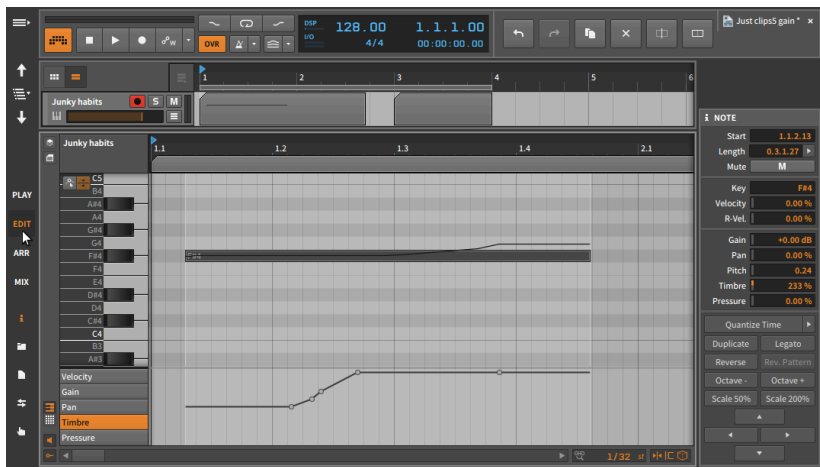 DSP
I/O
128.00
4/4
1.1.1.00
00:00:00.00
OVR
W
Just clips5 gain *
×
1
2
3
4
5
6
Junky habits
S
M
i NOTE
Start 1.1.2.13
Length 0.3.1.27
Mute M
Key F#4
Velocity 0.00 %
R-Vel. 0.00 %
Gain +0.00 dB
Pan 0.00 %
Pitch 0.24
Timbre 233 %
Pressure 0.00 %
Quantize Time
Duplicate Legato
Reverse Rev. Pattern
Octave - Octave +
Scale 50% Scale 200%
PLAY
EDIT
ARR
MIX
i
Junky habits
1.1
1.2
1.3
1.4
2.1
C5
B4
A#4
A4
G#4
G4
F#4
F4
E4
D#4
D4
C#4
C4
B3
A#3
F#4
Velocity
Gain
Pan
Timbre
Pressure
1/32 st